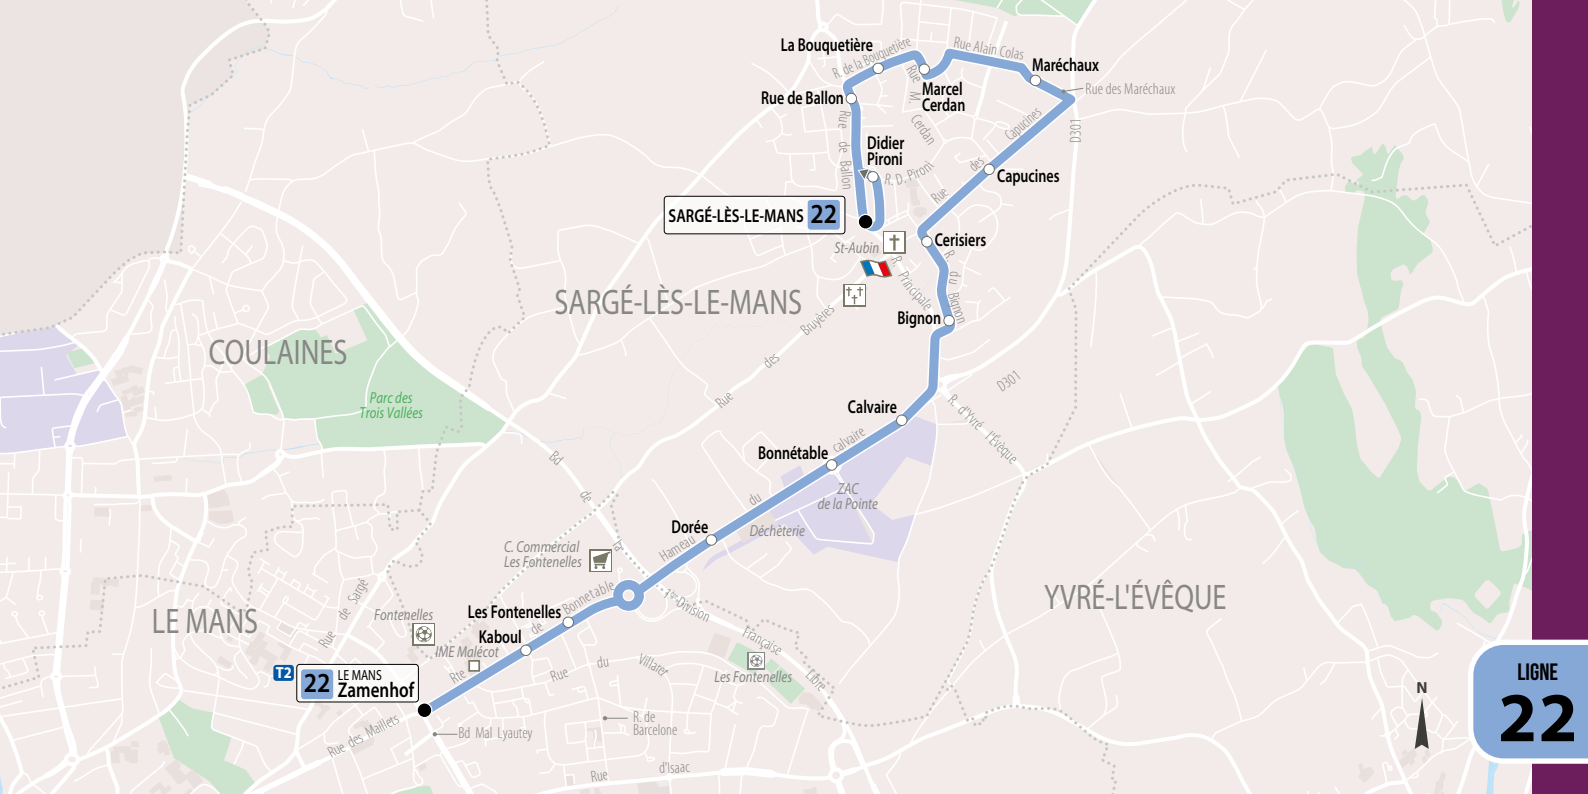 La Bouquetière
R. de la Bouquetière
Rue Alain Colas
Maréchaux
Rue des Maréchaux
Rue de Ballon
Marcel
Cerdan
Rue M. Cerdan
Capucines
Rue des Capucines
D301
Rue de Ballon
Didier
Pironi
R. D. Pironi
SARGÉ-LÈS-LE-MANS 22
Cerisiers
St-Aubin
R. Principale
R. du Bignon
Bignon
SARGÉ-LÈS-LE-MANS
Rue des Bruyères
COULAINES
Parc des
Trois Vallées
D301
R. d'Yvré l'Évêque
Calvaire
Bonnétable
Hameau du calvaire
ZAC
de la Pointe
Déchèterie
Dorée
Bd de la 1re Division Française Libre
C. Commercial
Les Fontenelles
Rte de Bonnetable
Les Fontenelles
Kaboul
Fontenelles
IME Malécot
Rue de Sargé
LE MANS
YVRÉ-L'ÉVÊQUE
T2
22
LE MANS
Zamenhof
Rue du Villaret
Les Fontenelles
R. de
Barcelone
Bd Mal Lyautey
Rue des Maillets
Rue d'Isaac
N
LIGNE
22